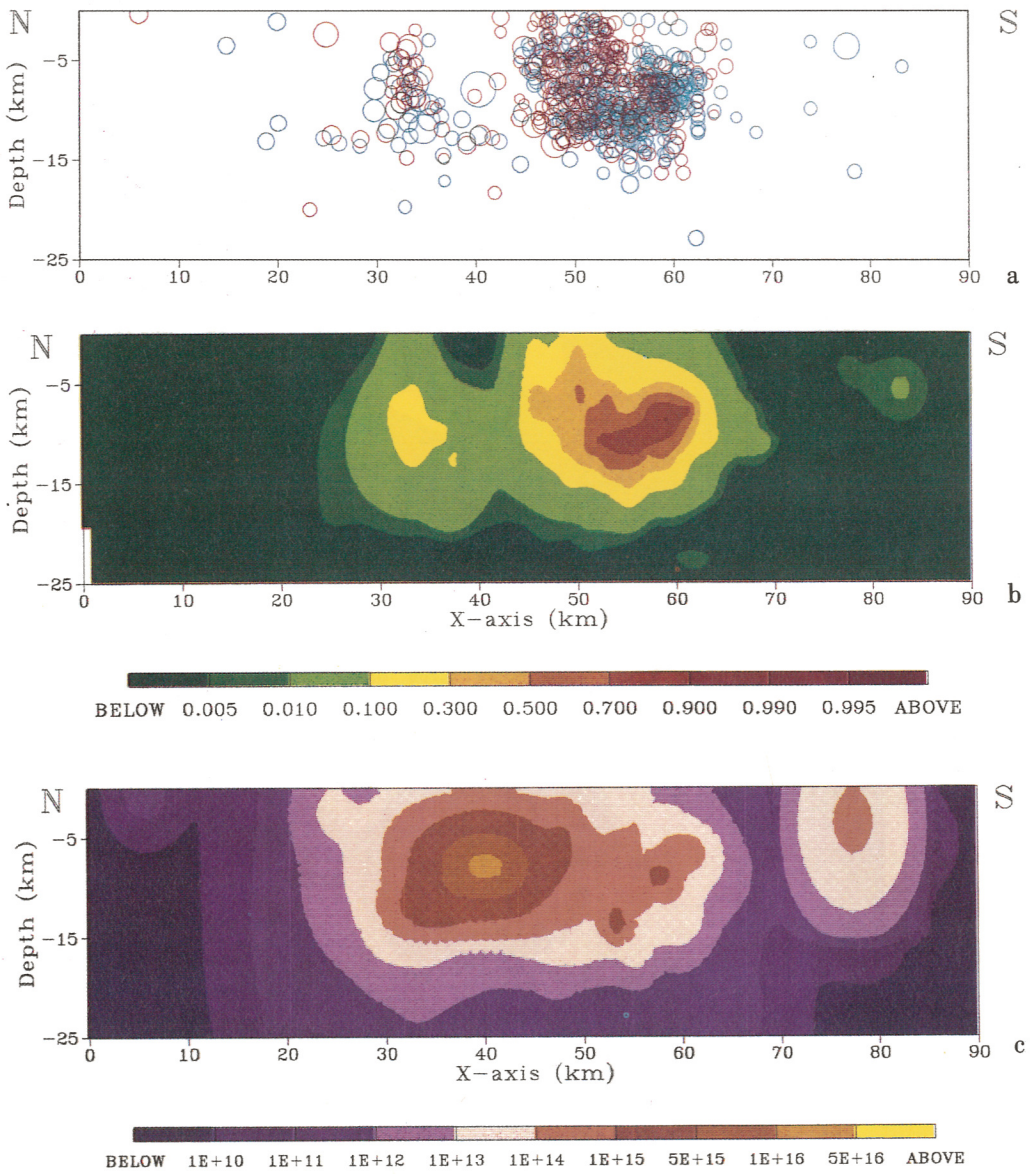 N S
-5
-15
-25
Depth (km)
0 10 20 30 40 50 60 70 80 90
a
N S
-5
-15
-25
Depth (km)
0 10 20 30 40 50 60 70 80 90
X-axis (km)
b
BELOW 0.005 0.010 0.100 0.300 0.500 0.700 0.900 0.990 0.995 ABOVE
N S
-5
-15
-25
Depth (km)
0 10 20 30 40 50 60 70 80 90
X-axis (km)
c
BELOW 1E+10 1E+11 1E+12 1E+13 1E+14 1E+15 5E+15 1E+16 5E+16 ABOVE